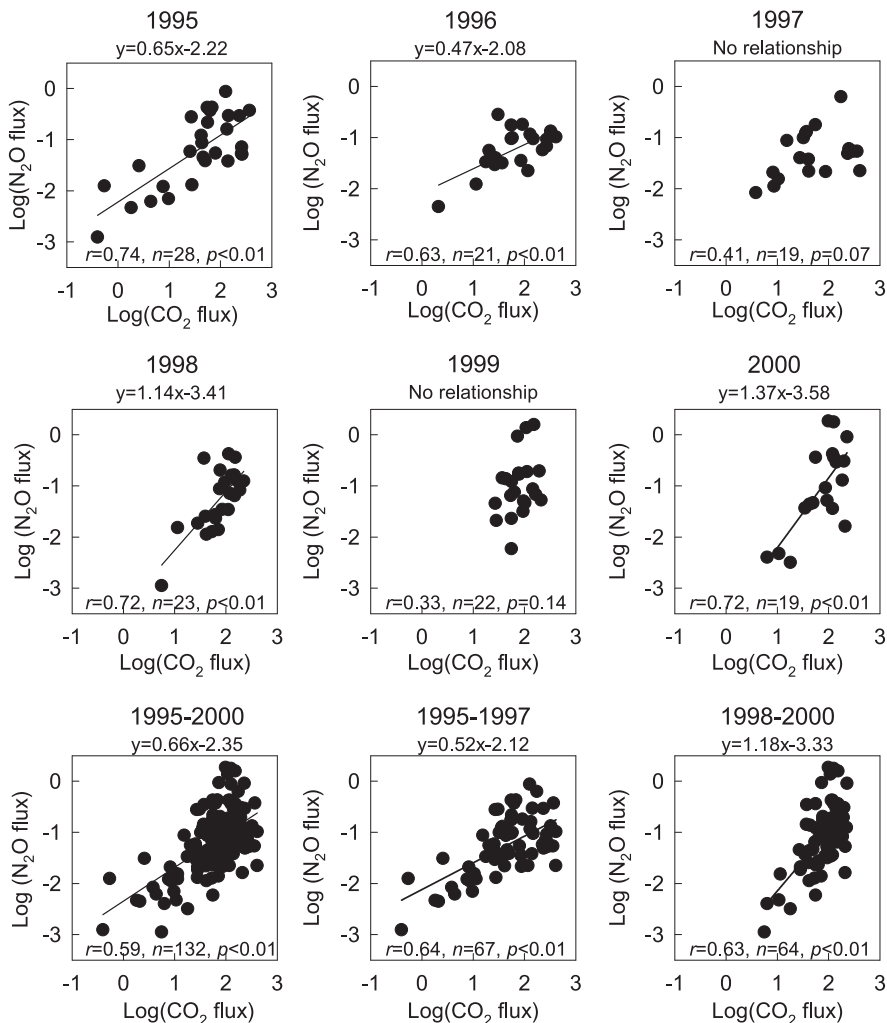 1995
y=0.65x-2.22
0
-1
-2
-3
Log(N2O flux)
r=0.74, n=28, p<0.01
-1 0 1 2 3
Log(CO2 flux)
1996
y=0.47x-2.08
0
-1
-2
-3
Log (N2O flux)
r=0.63, n=21, p<0.01
-1 0 1 2 3
Log(CO2 flux)
1997
No relationship
0
-1
-2
-3
Log (N2O flux)
r=0.41, n=19, p=0.07
-1 0 1 2 3
Log(CO2 flux)
1998
y=1.14x-3.41
0
-1
-2
-3
Log (N2O flux)
r=0.72, n=23, p<0.01
-1 0 1 2 3
Log(CO2 flux)
1999
No relationship
0
-1
-2
-3
Log (N2O flux)
r=0.33, n=22, p=0.14
-1 0 1 2 3
Log(CO2 flux)
2000
y=1.37x-3.58
0
-1
-2
-3
Log (N2O flux)
r=0.72, n=19, p<0.01
-1 0 1 2 3
Log(CO2 flux)
1995-2000
y=0.66x-2.35
0
-1
-2
-3
Log (N2O flux)
r=0.59, n=132, p<0.01
-1 0 1 2 3
Log(CO2 flux)
1995-1997
y=0.52x-2.12
0
-1
-2
-3
Log (N2O flux)
r=0.64, n=67, p<0.01
-1 0 1 2 3
Log(CO2 flux)
1998-2000
y=1.18x-3.33
0
-1
-2
-3
Log (N2O flux)
r=0.63, n=64, p<0.01
-1 0 1 2 3
Log(CO2 flux)